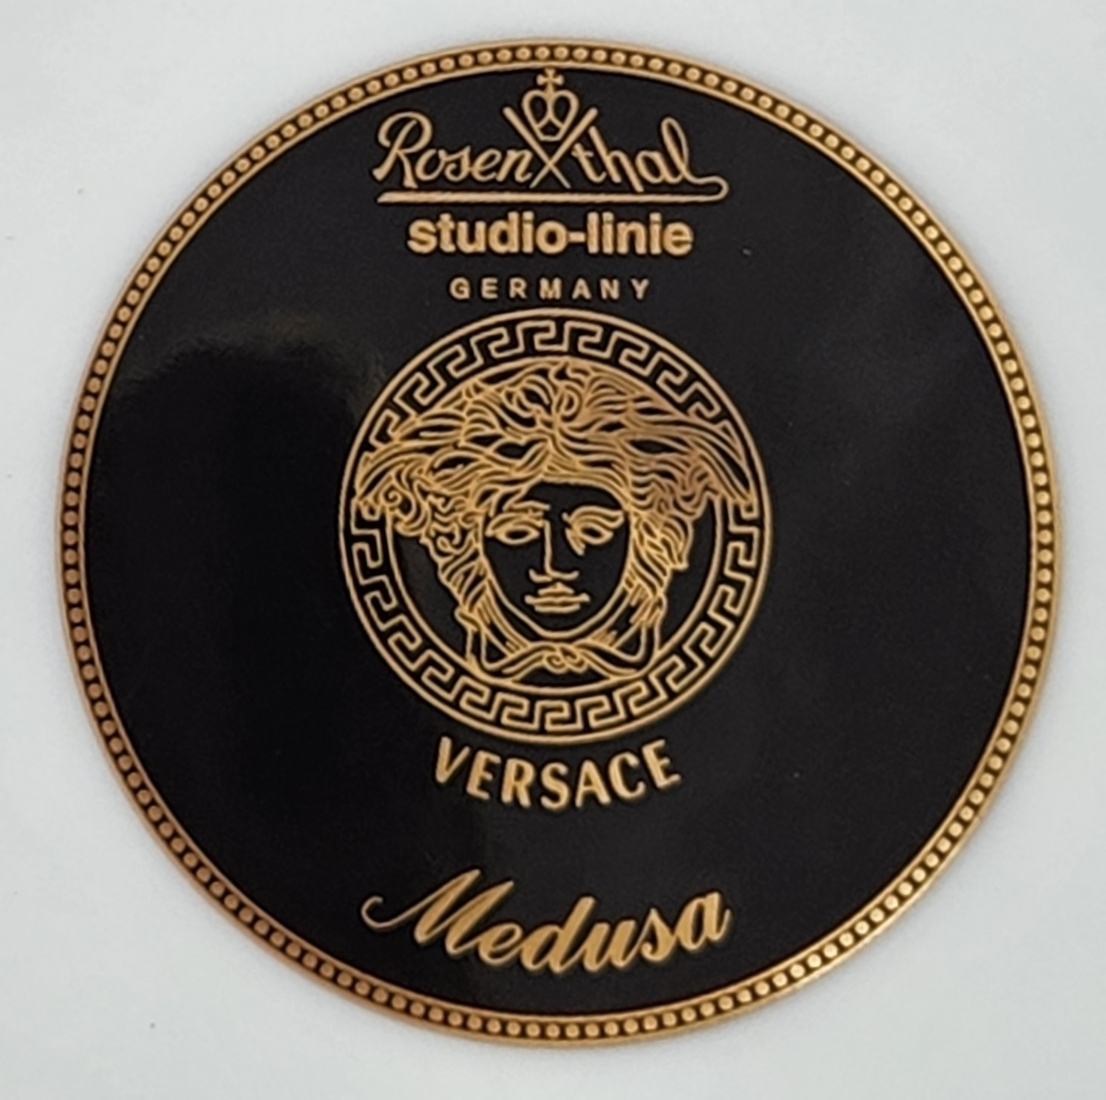 Rosenthal
studio-linie
GERMANY
VERSACE
Medusa